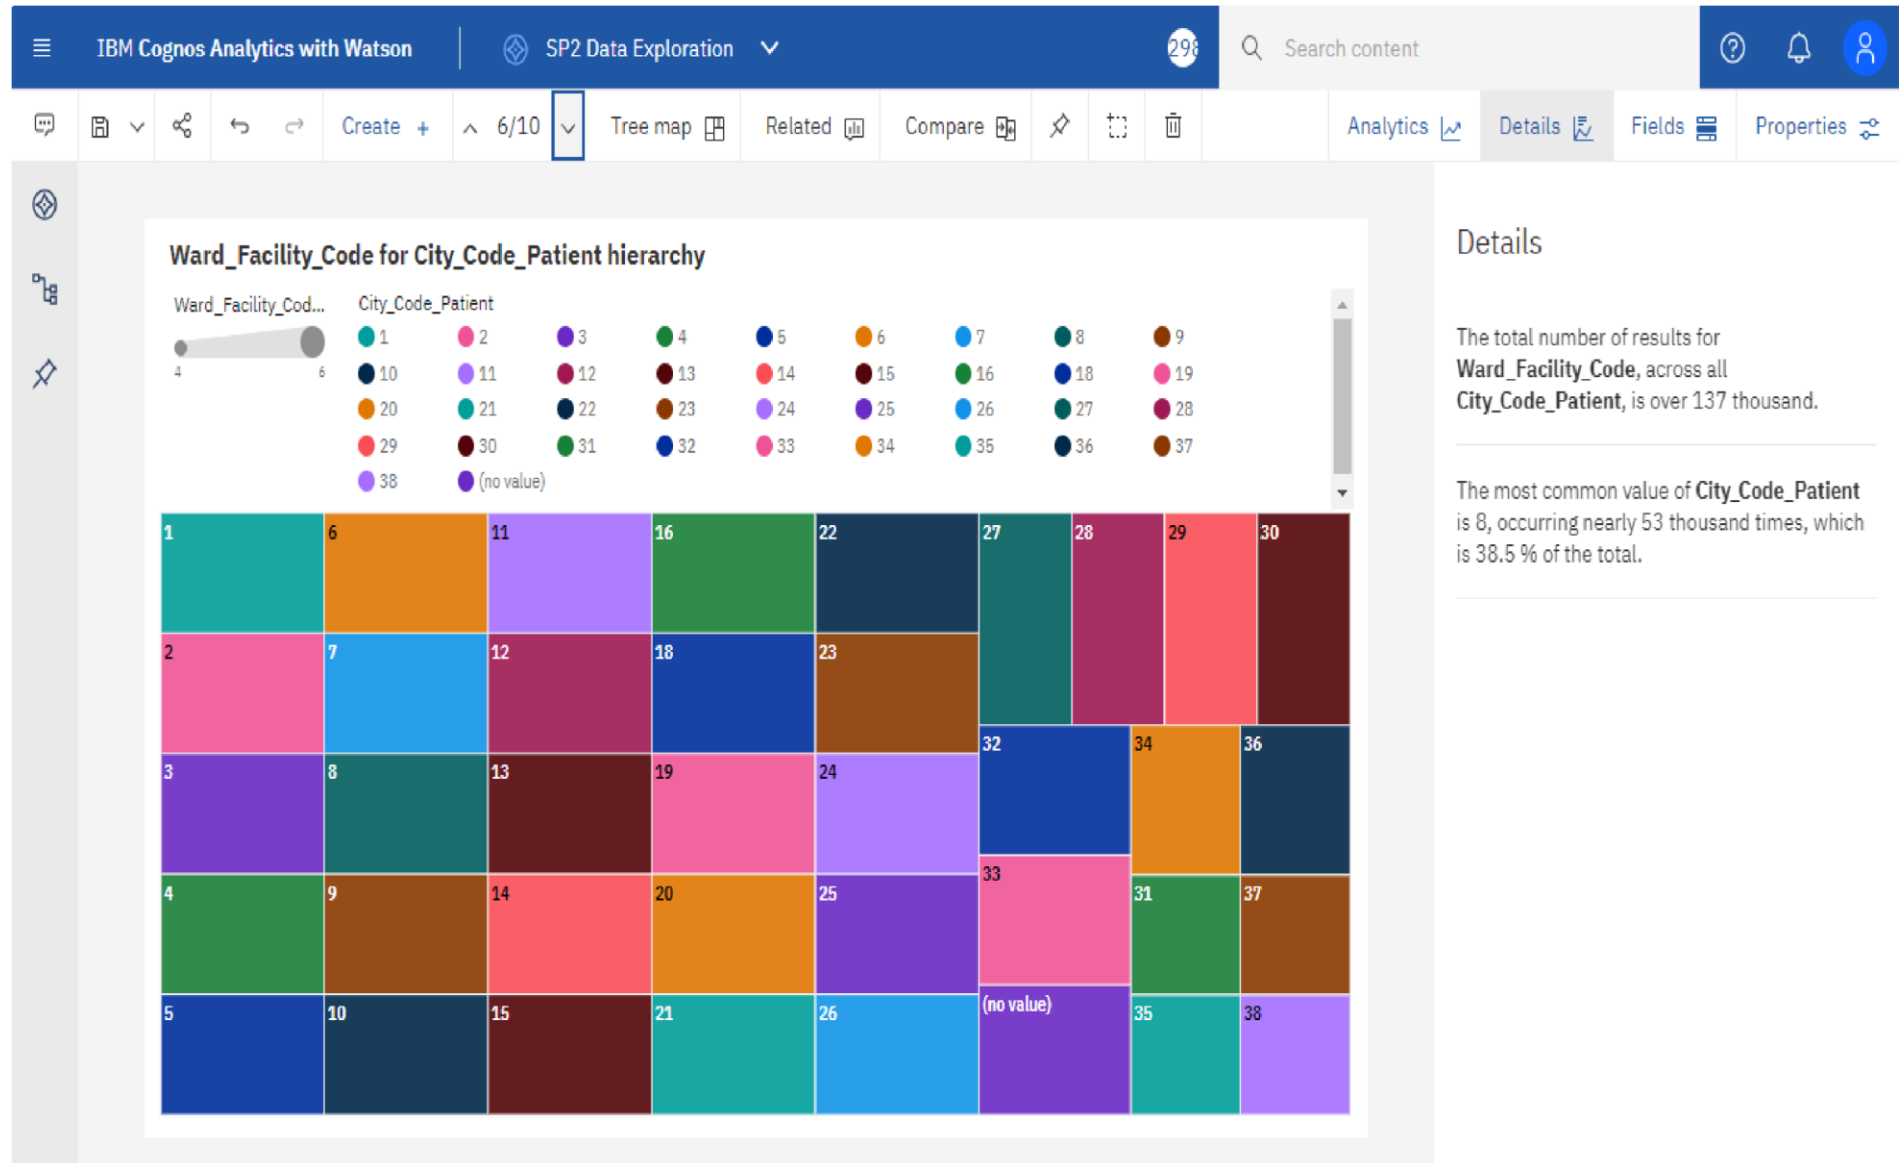 IBM Cognos Analytics with Watson
SP2 Data Exploration
298
Search content
Create +
6/10
Tree map
Related
Compare
Analytics
Details
Fields
Properties
Ward_Facility_Code for City_Code_Patient hierarchy
Ward_Facility_Cod...
4 6
City_Code_Patient
1 2 3 4 5 6 7 8 9
10 11 12 13 14 15 16 18 19
20 21 22 23 24 25 26 27 28
29 30 31 32 33 34 35 36 37
38 (no value)
1 6 11 16 22 27 28 29 30
2 7 12 18 23
32 34 36
3 8 13 19 24
33
4 9 14 20 25 31 37
(no value)
5 10 15 21 26 35 38
Details
The total number of results for
Ward_Facility_Code, across all
City_Code_Patient, is over 137 thousand.
The most common value of City_Code_Patient
is 8, occurring nearly 53 thousand times, which
is 38.5 % of the total.